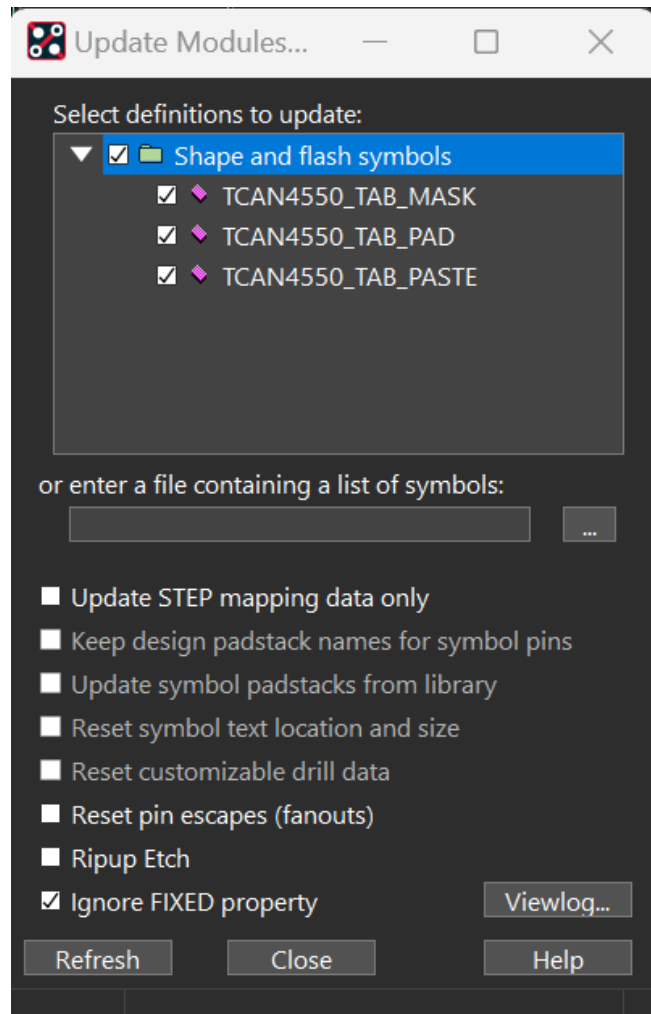 Update Modules...
Select definitions to update:
Shape and flash symbols
TCAN4550_TAB_MASK
TCAN4550_TAB_PAD
TCAN4550_TAB_PASTE
or enter a file containing a list of symbols:
...
Update STEP mapping data only
Keep design padstack names for symbol pins
Update symbol padstacks from library
Reset symbol text location and size
Reset customizable drill data
Reset pin escapes (fanouts)
Ripup Etch
Ignore FIXED property Viewlog...
Refresh Close Help